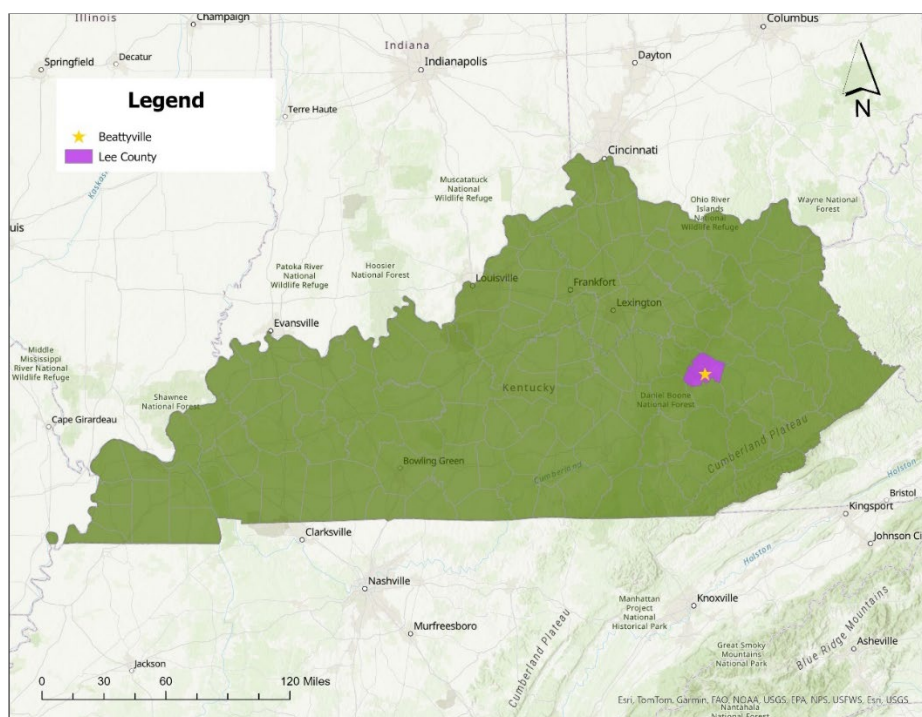 Illinois
Champaign
Columbus
Indiana
Springfield
Decatur
Indianapolis
Dayton
Legend
Beattyville
Lee County
N
Terre Haute
Cincinnati
Kaskas
Muscatatuck
National
Wildlife Refuge
Ohio River
Islands
National
Wildlife Refuge
Wayne National
Forest
uis
Patoka River
National
Wildlife Refuge
Hoosier
National Forest
Louisville
Frankfort
Lexington
Evansville
Middle
Mississippi
River National
Wildlife Refuge
Shawnee
National Forest
Kentucky
Daniel Boone
National Forest
Cape Girardeau
Cumberland Plateau
Bowling Green
Cumberland
Holston
Bristol
Kingsport
Clarksville
Johnson Ci
Holston
Nashville
Manhattan
Project
National
Historical Park
Knoxville
Murfreesboro
Cumberland Plateau
Great Smoky
Mountains
National Park
Blue Ridge Mountains
Asheville
Jackson
0 30 60 120 Miles
Esri, TomTom, Garmin, FAO, NOAA, USGS, EPA, NPS, USFWS, Esri, USGS
Nantahala
National Forest